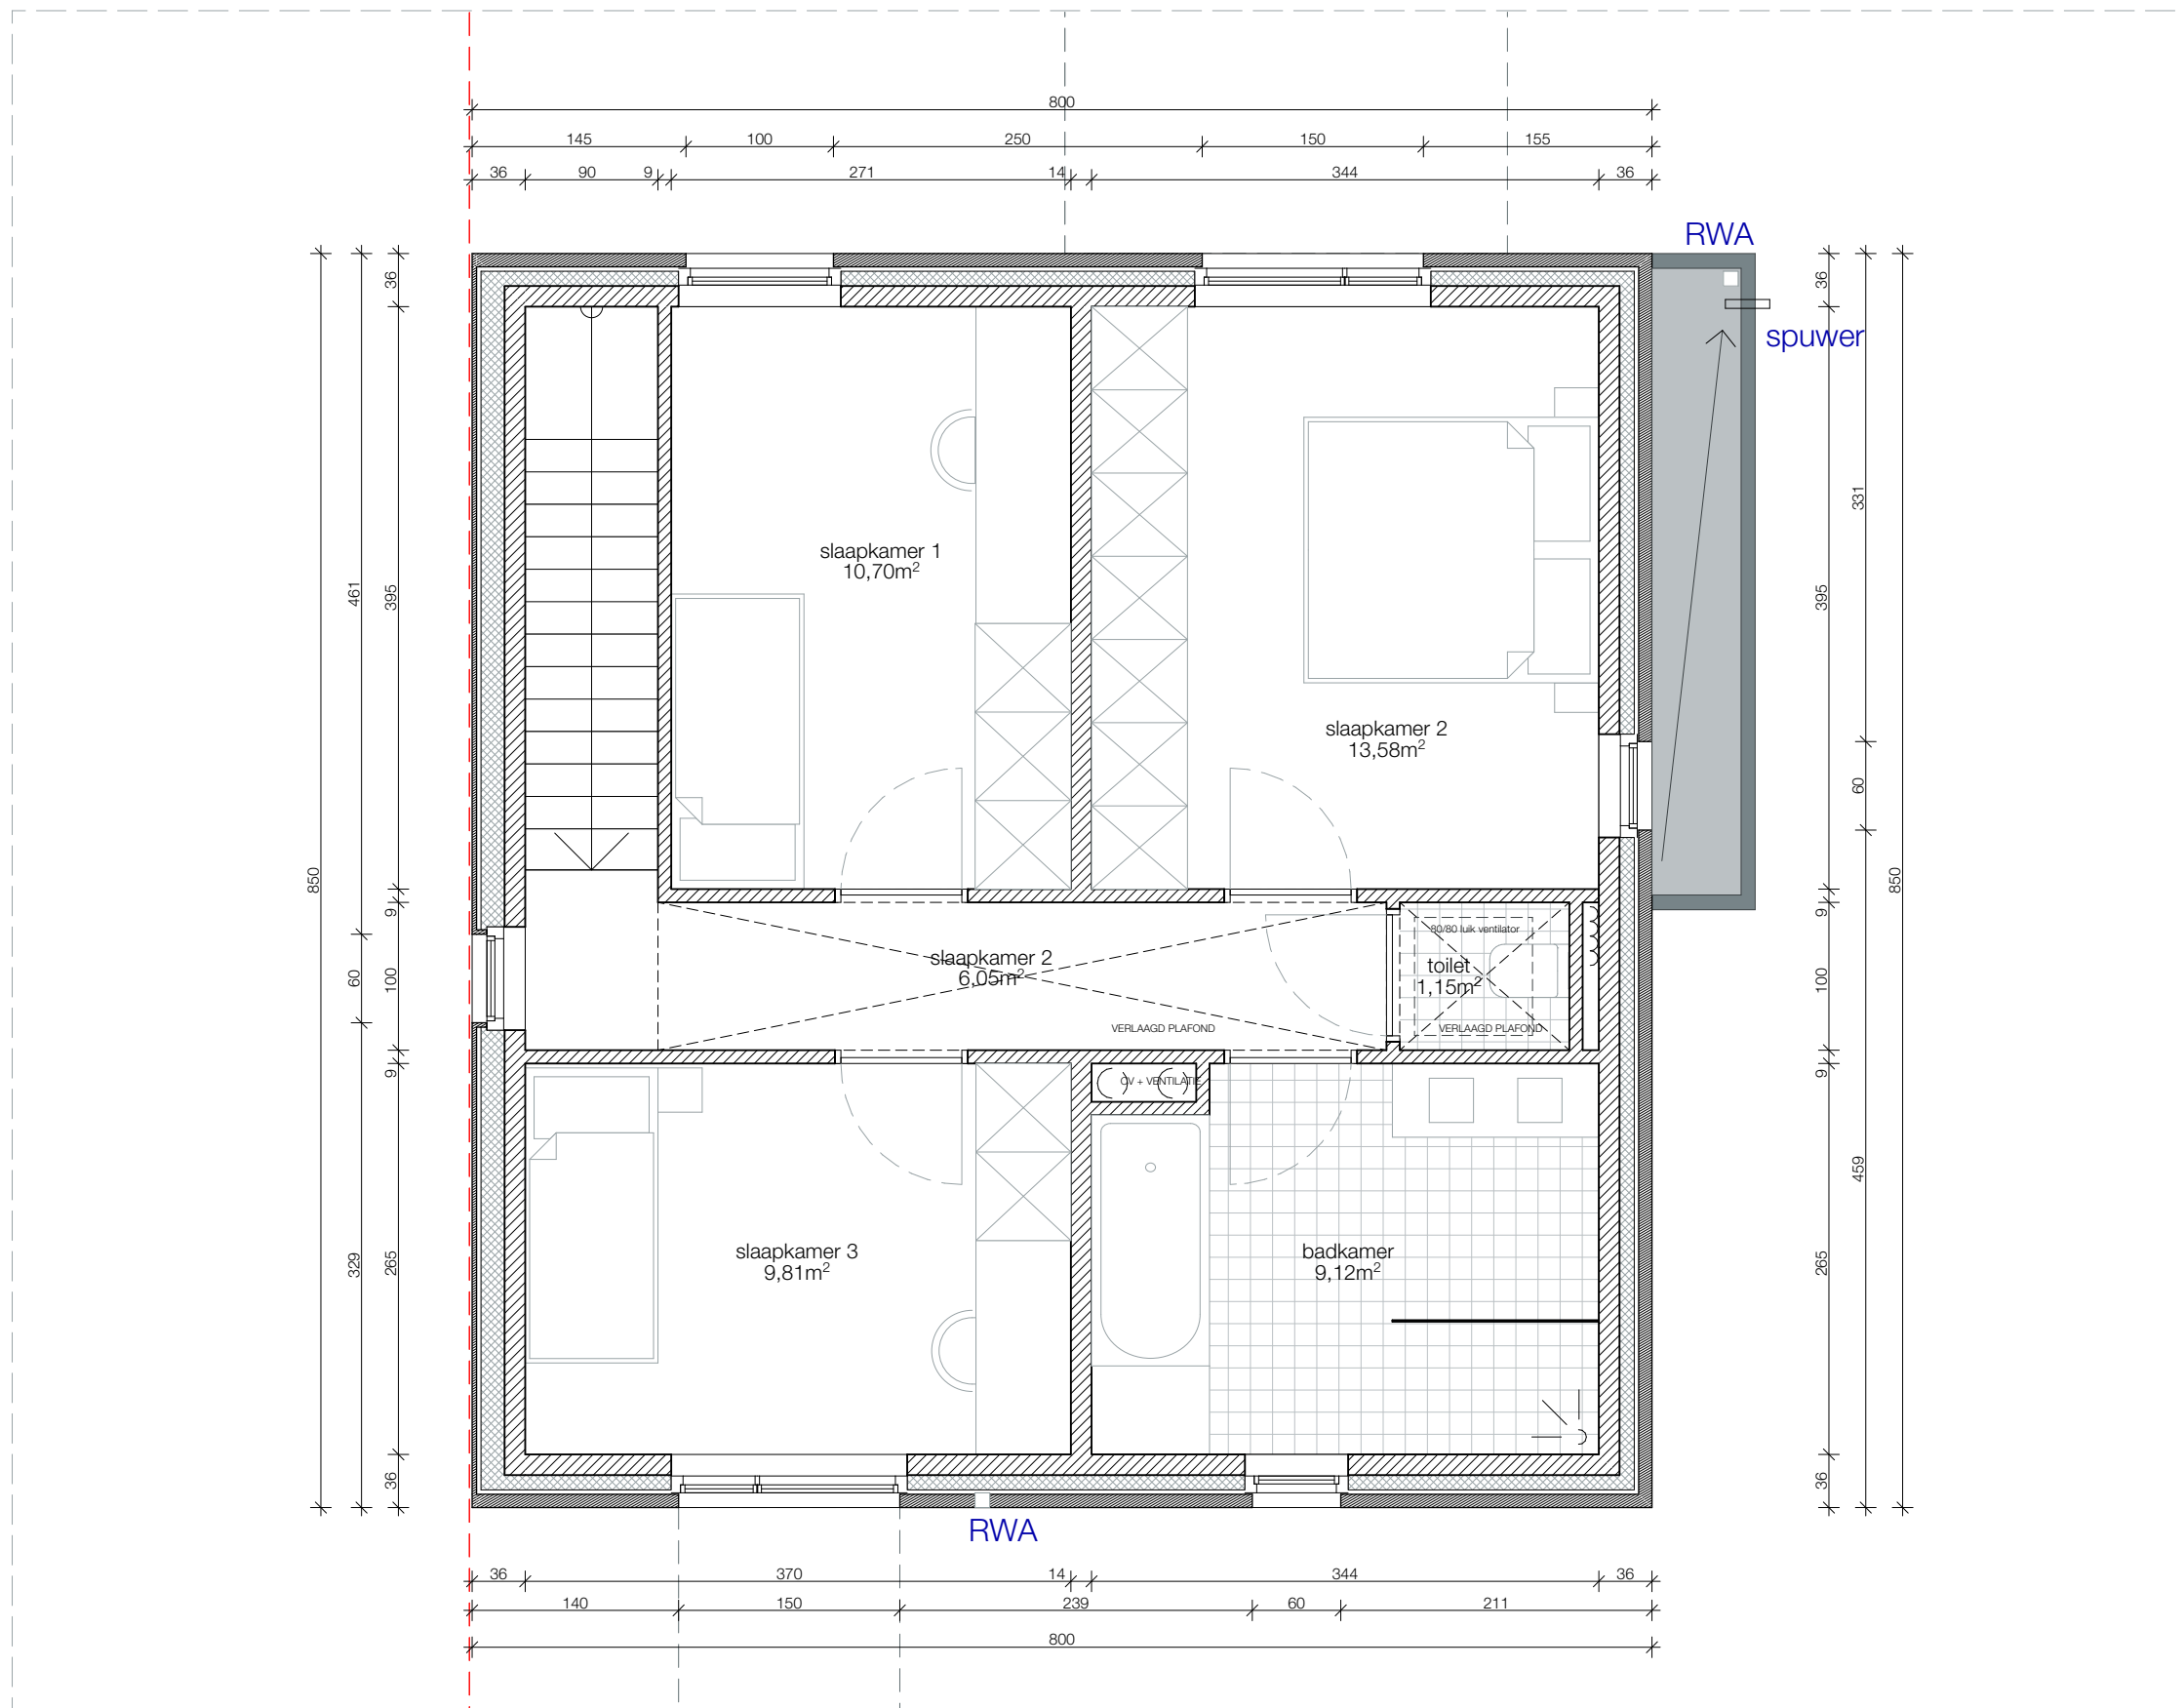 800
145 100 250 150 155
36 90 9 271 14 344 36
RWA
spuwer
850
461
60
329
36
395
9
100
9
265
36
36
395
9
100
9
265
36
331
60
459
850
slaapkamer 1
10,70m²
slaapkamer 2
13,58m²
slaapkamer 2
6,05m²
VERLAAGD PLAFOND
80/80 luik ventilator
toilet
1,15m²
VERLAAGD PLAFOND
CV + VENTILATIE
slaapkamer 3
9,81m²
badkamer
9,12m²
RWA
36 370 14 344 36
140 150 239 60 211
800